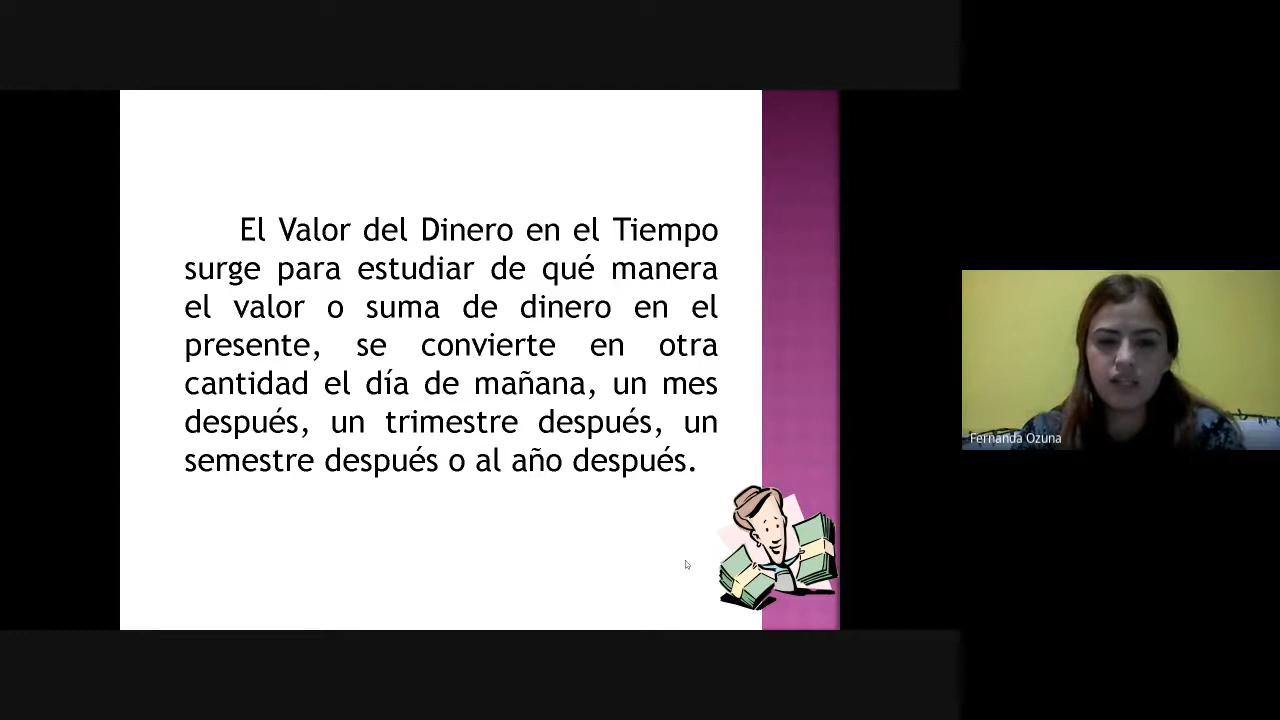 El Valor del Dinero en el Tiempo
surge para estudiar de qué manera
el valor o suma de dinero en el
presente, se convierte en otra
cantidad el día de mañana, un mes
después, un trimestre después, un
semestre después o al año después.
Fernanda Ozuna